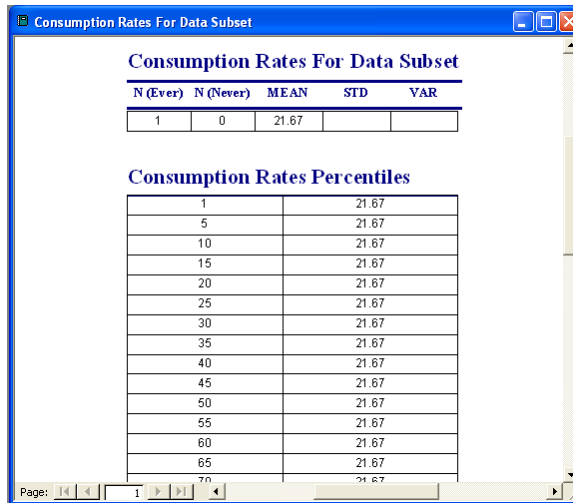 Consumption Rates For Data Subset
Consumption Rates For Data Subset
N (Ever) N (Never) MEAN STD VAR
1 0 21.67
Consumption Rates Percentiles
1 21.67
5 21.67
10 21.67
15 21.67
20 21.67
25 21.67
30 21.67
35 21.67
40 21.67
45 21.67
50 21.67
55 21.67
60 21.67
65 21.67
70 21.67
Page: 1